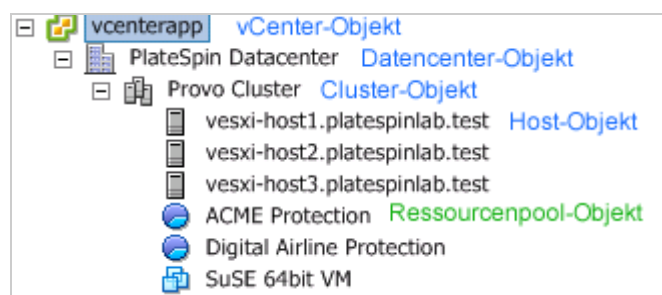 vcenterapp vCenter-Objekt
PlateSpin Datacenter Datencenter-Objekt
Provo Cluster Cluster-Objekt
vesxi-host1.platespinlab.test Host-Objekt
vesxi-host2.platespinlab.test
vesxi-host3.platespinlab.test
ACME Protection Ressourcenpool-Objekt
Digital Airline Protection
SuSE 64bit VM